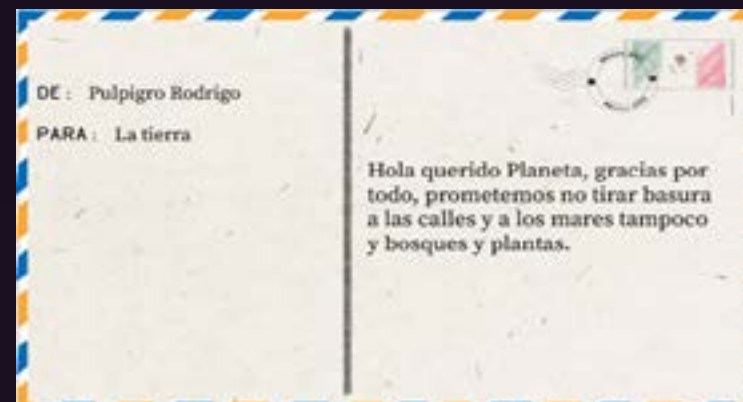 DE : Pulpigro Rodrigo
PARA : La tierra
Hola querido Planeta, gracias por
todo, prometemos no tirar basura
a las calles y a los mares tampoco
y bosques y plantas.